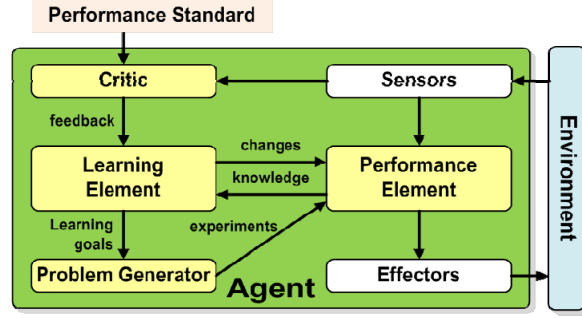 Performance Standard
Critic
Sensors
feedback
changes
Learning
Element
Performance
Element
knowledge
Learning
goals
experiments
Problem Generator
Effectors
Agent
Environment